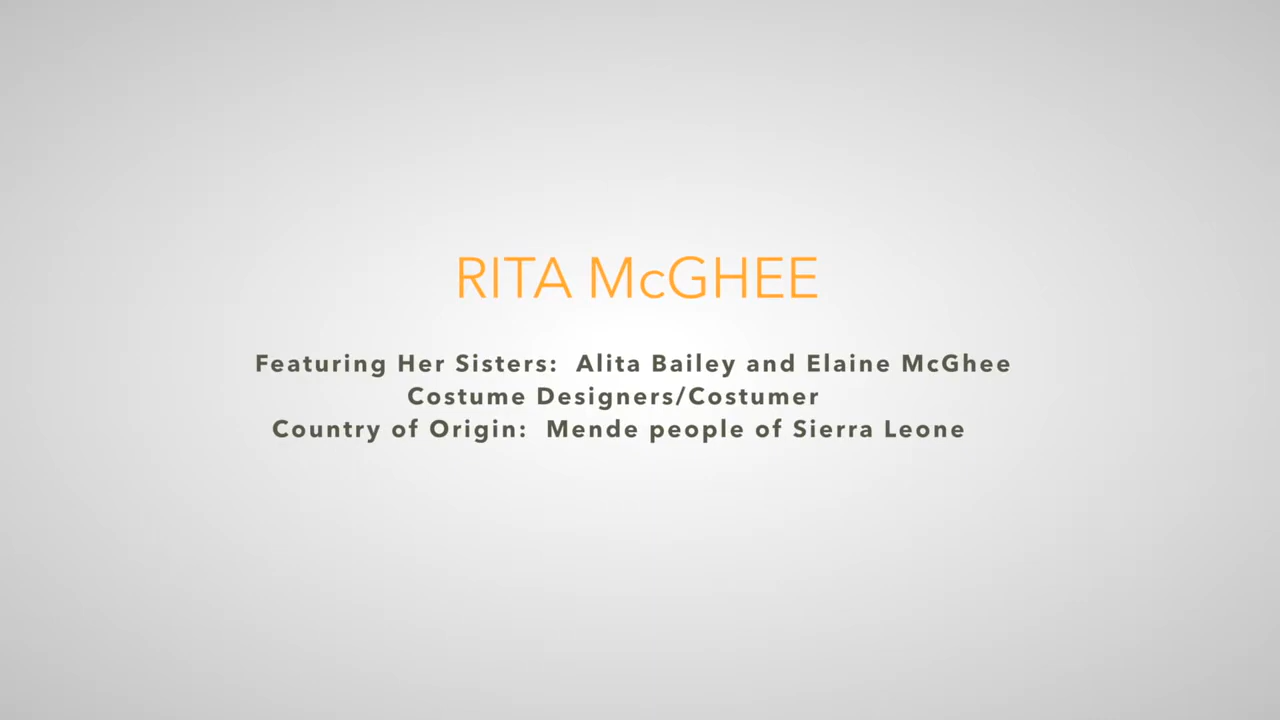 RITA McGHEE
Featuring Her Sisters:  Alita Bailey and Elaine McGhee
Costume Designers/Costumer
Country of Origin:  Mende people of Sierra Leone